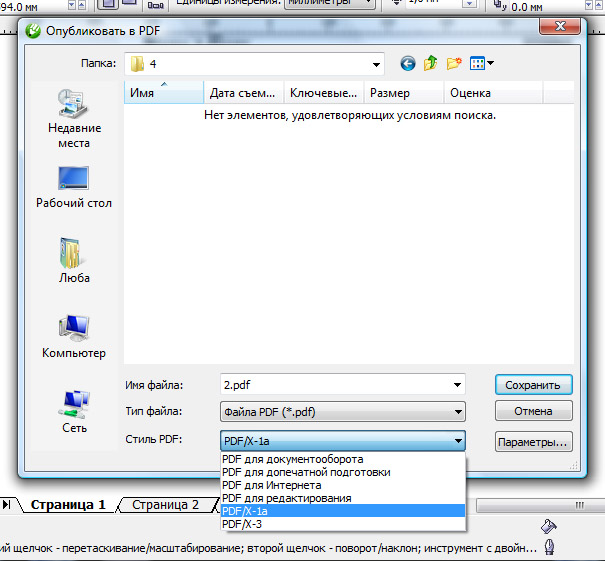 594.0 мм Единицы измерения: миллиметры 0.0 мм
Опубликовать в PDF
Папка: 4
Имя Дата съем... Ключевые... Размер Оценка
Нет элементов, удовлетворяющих условиям поиска.
Недавние
места
Рабочий стол
Люба
Компьютер
Сеть
Имя файла: 2.pdf Сохранить
Тип файла: Файла PDF (*.pdf) Отмена
Стиль PDF: PDF/X-1a Параметры...
PDF для документооборота
PDF для допечатной подготовки
PDF для Интернета
PDF для редактирования
PDF/X-1a
PDF/X-3
Страница 1 Страница 2
ий щелчок - перетаскивание/масштабирование; второй щелчок - поворот/наклон; инструмент с двойн...